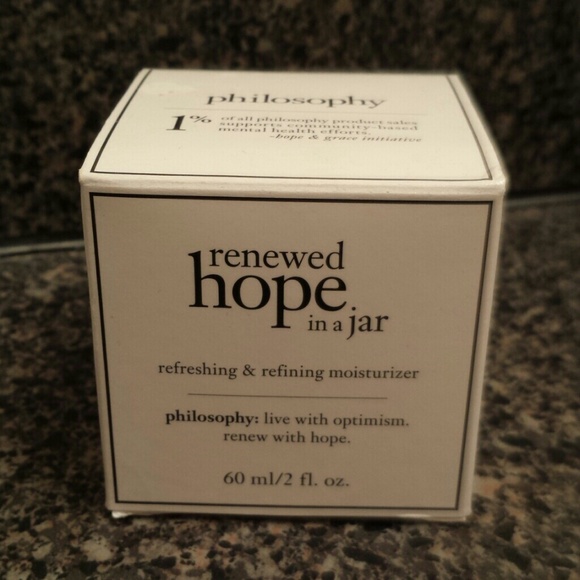 philosophy
1% of all philosophy product sales
supports community-based
mental health efforts.
-hope & grace initiative
renewed
hope
in a jar
refreshing & refining moisturizer
philosophy: live with optimism.
renew with hope.
60 ml/2 fl. oz.